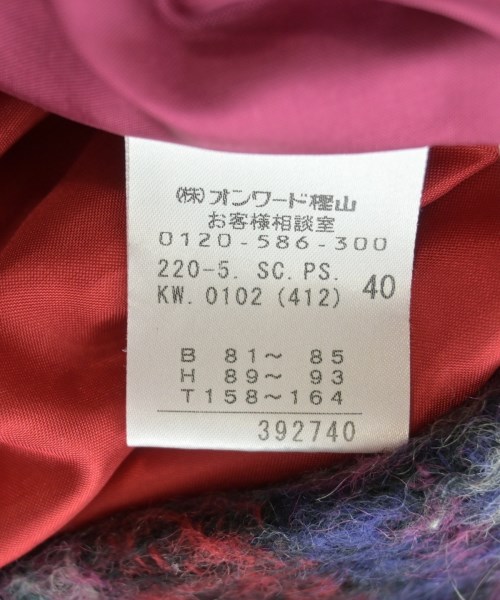 (株)オンワード樫山
お客様相談室
0120-586-300
220-5. SC.PS.
KW.0102(412) 40
B 81～ 85
H 89～ 93
T158～164
392740